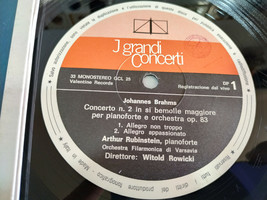 I grandi
Concerti
33 MONOSTEREO GCL 25
Valentine Records
DP 1
Registrazione dal vivo
Johannes Brahms
Concerto n. 2 in si bemolle maggiore
per pianoforte e orchestra op. 83
1. Allegro non troppo
2. Allegro appassionato
Arthur Rubinstein, pianoforte
Orchestra Filarmonica di Varsavia
Direttore: Witold Rowicki